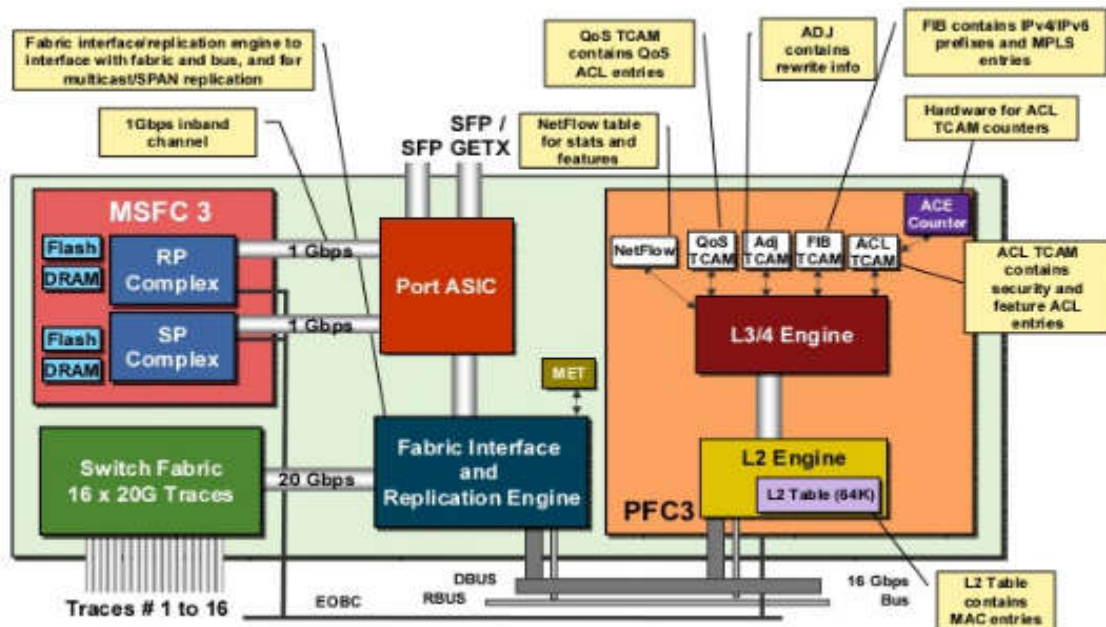 Fabric interface/replication engine to
interface with fabric and bus, and for
multicast/SPAN replication
QoS TCAM
contains QoS
ACL entries
ADJ
contains
rewrite info
FIB contains IPv4/IPv6
prefixes and MPLS
entries
1Gbps inband
channel
SFP
SFP /
GETX
NetFlow table
for stats and
features
Hardware for ACL
TCAM counters
MSFC 3
Flash
DRAM
RP
Complex
1 Gbps
Flash
DRAM
SP
Complex
1 Gbps
Port ASIC
NetFlow
QoS
TCAM
Adj
TCAM
FIB
TCAM
ACL
TCAM
ACE
Counter
ACL TCAM
contains
security and
feature ACL
entries
L3/4 Engine
MET
Switch Fabric
16 x 20G Traces
20 Gbps
Fabric Interface
and
Replication Engine
L2 Engine
L2 Table (64K)
PFC3
Traces # 1 to 16
EOBC
DBUS
RBUS
16 Gbps
Bus
L2 Table
contains
MAC entries